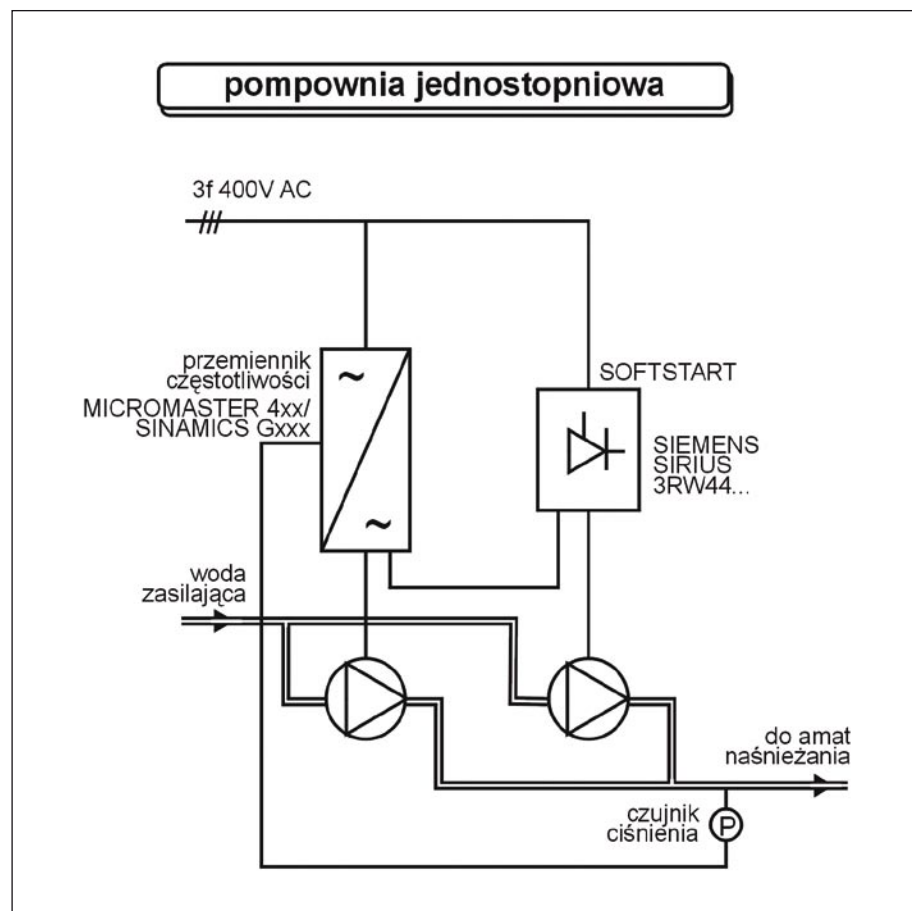 pompownia jednostopniowa
3f 400V AC
przemiennik
częstotliwości
MICROMASTER 4xx/
SINAMICS Gxxx
~
~
SOFTSTART
SIEMENS
SIRIUS
3RW44...
woda
zasilająca
do amat
naśnieżania
czujnik
ciśnienia
P